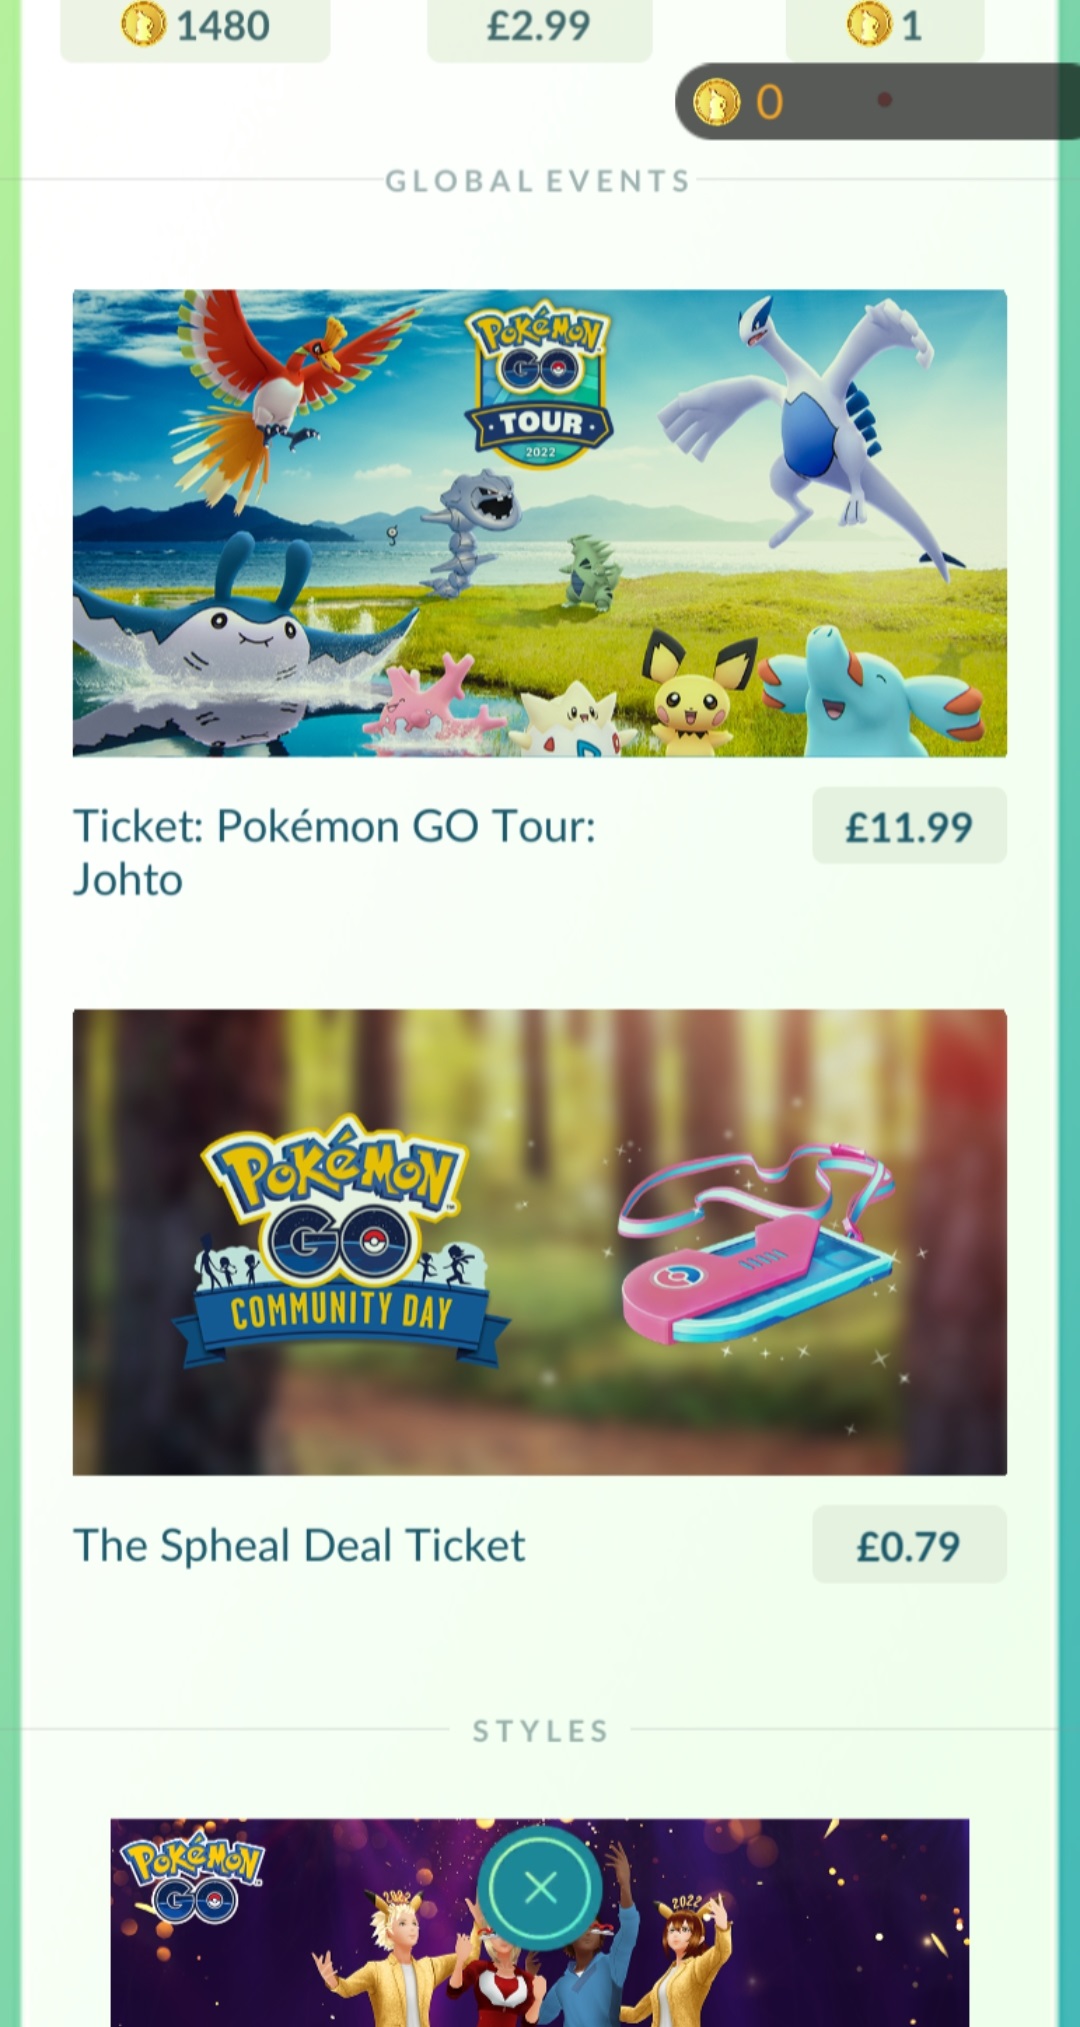 1480
£2.99
1
0
GLOBAL EVENTS
POKéMON
GO
TOUR
2022
Ticket: Pokémon GO Tour:
Johto
£11.99
POKéMON
GO
COMMUNITY DAY
The Spheal Deal Ticket
£0.79
STYLES
POKéMON
GO
2022
2022